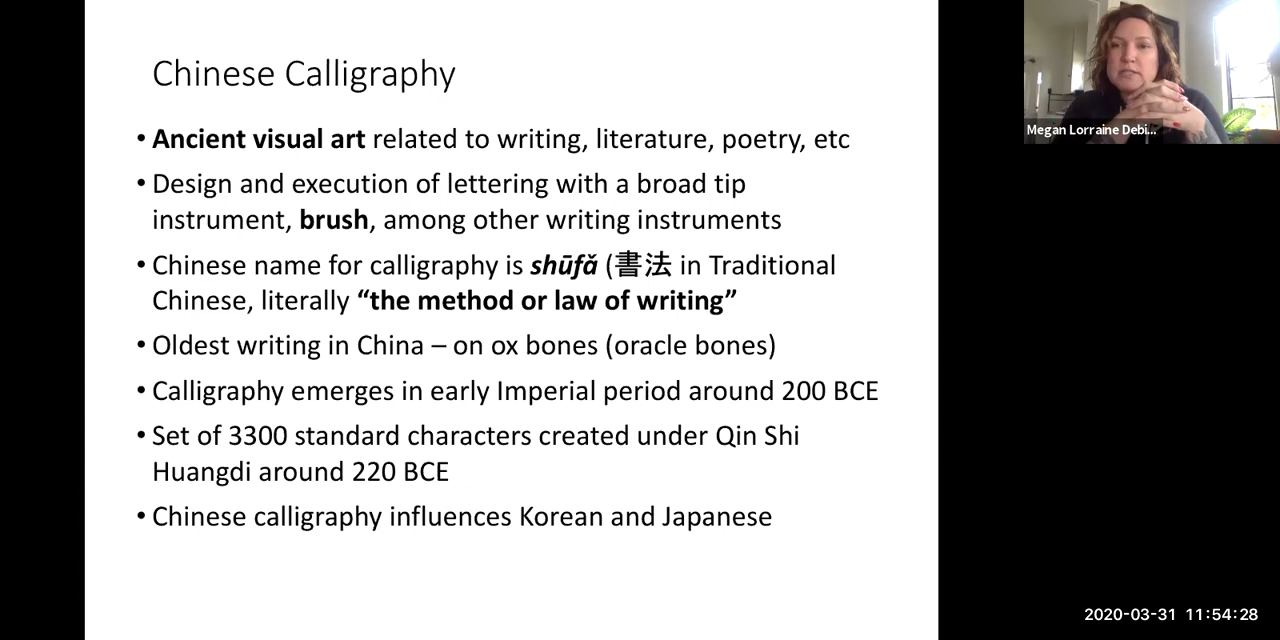 Chinese Calligraphy
• Ancient visual art related to writing, literature, poetry, etc
• Design and execution of lettering with a broad tip
instrument, brush, among other writing instruments
• Chinese name for calligraphy is shūfǎ (書法 in Traditional
Chinese, literally “the method or law of writing”
• Oldest writing in China – on ox bones (oracle bones)
• Calligraphy emerges in early Imperial period around 200 BCE
• Set of 3300 standard characters created under Qin Shi
Huangdi around 220 BCE
• Chinese calligraphy influences Korean and Japanese
Megan Lorraine Debi...
2020-03-31 11:54:28